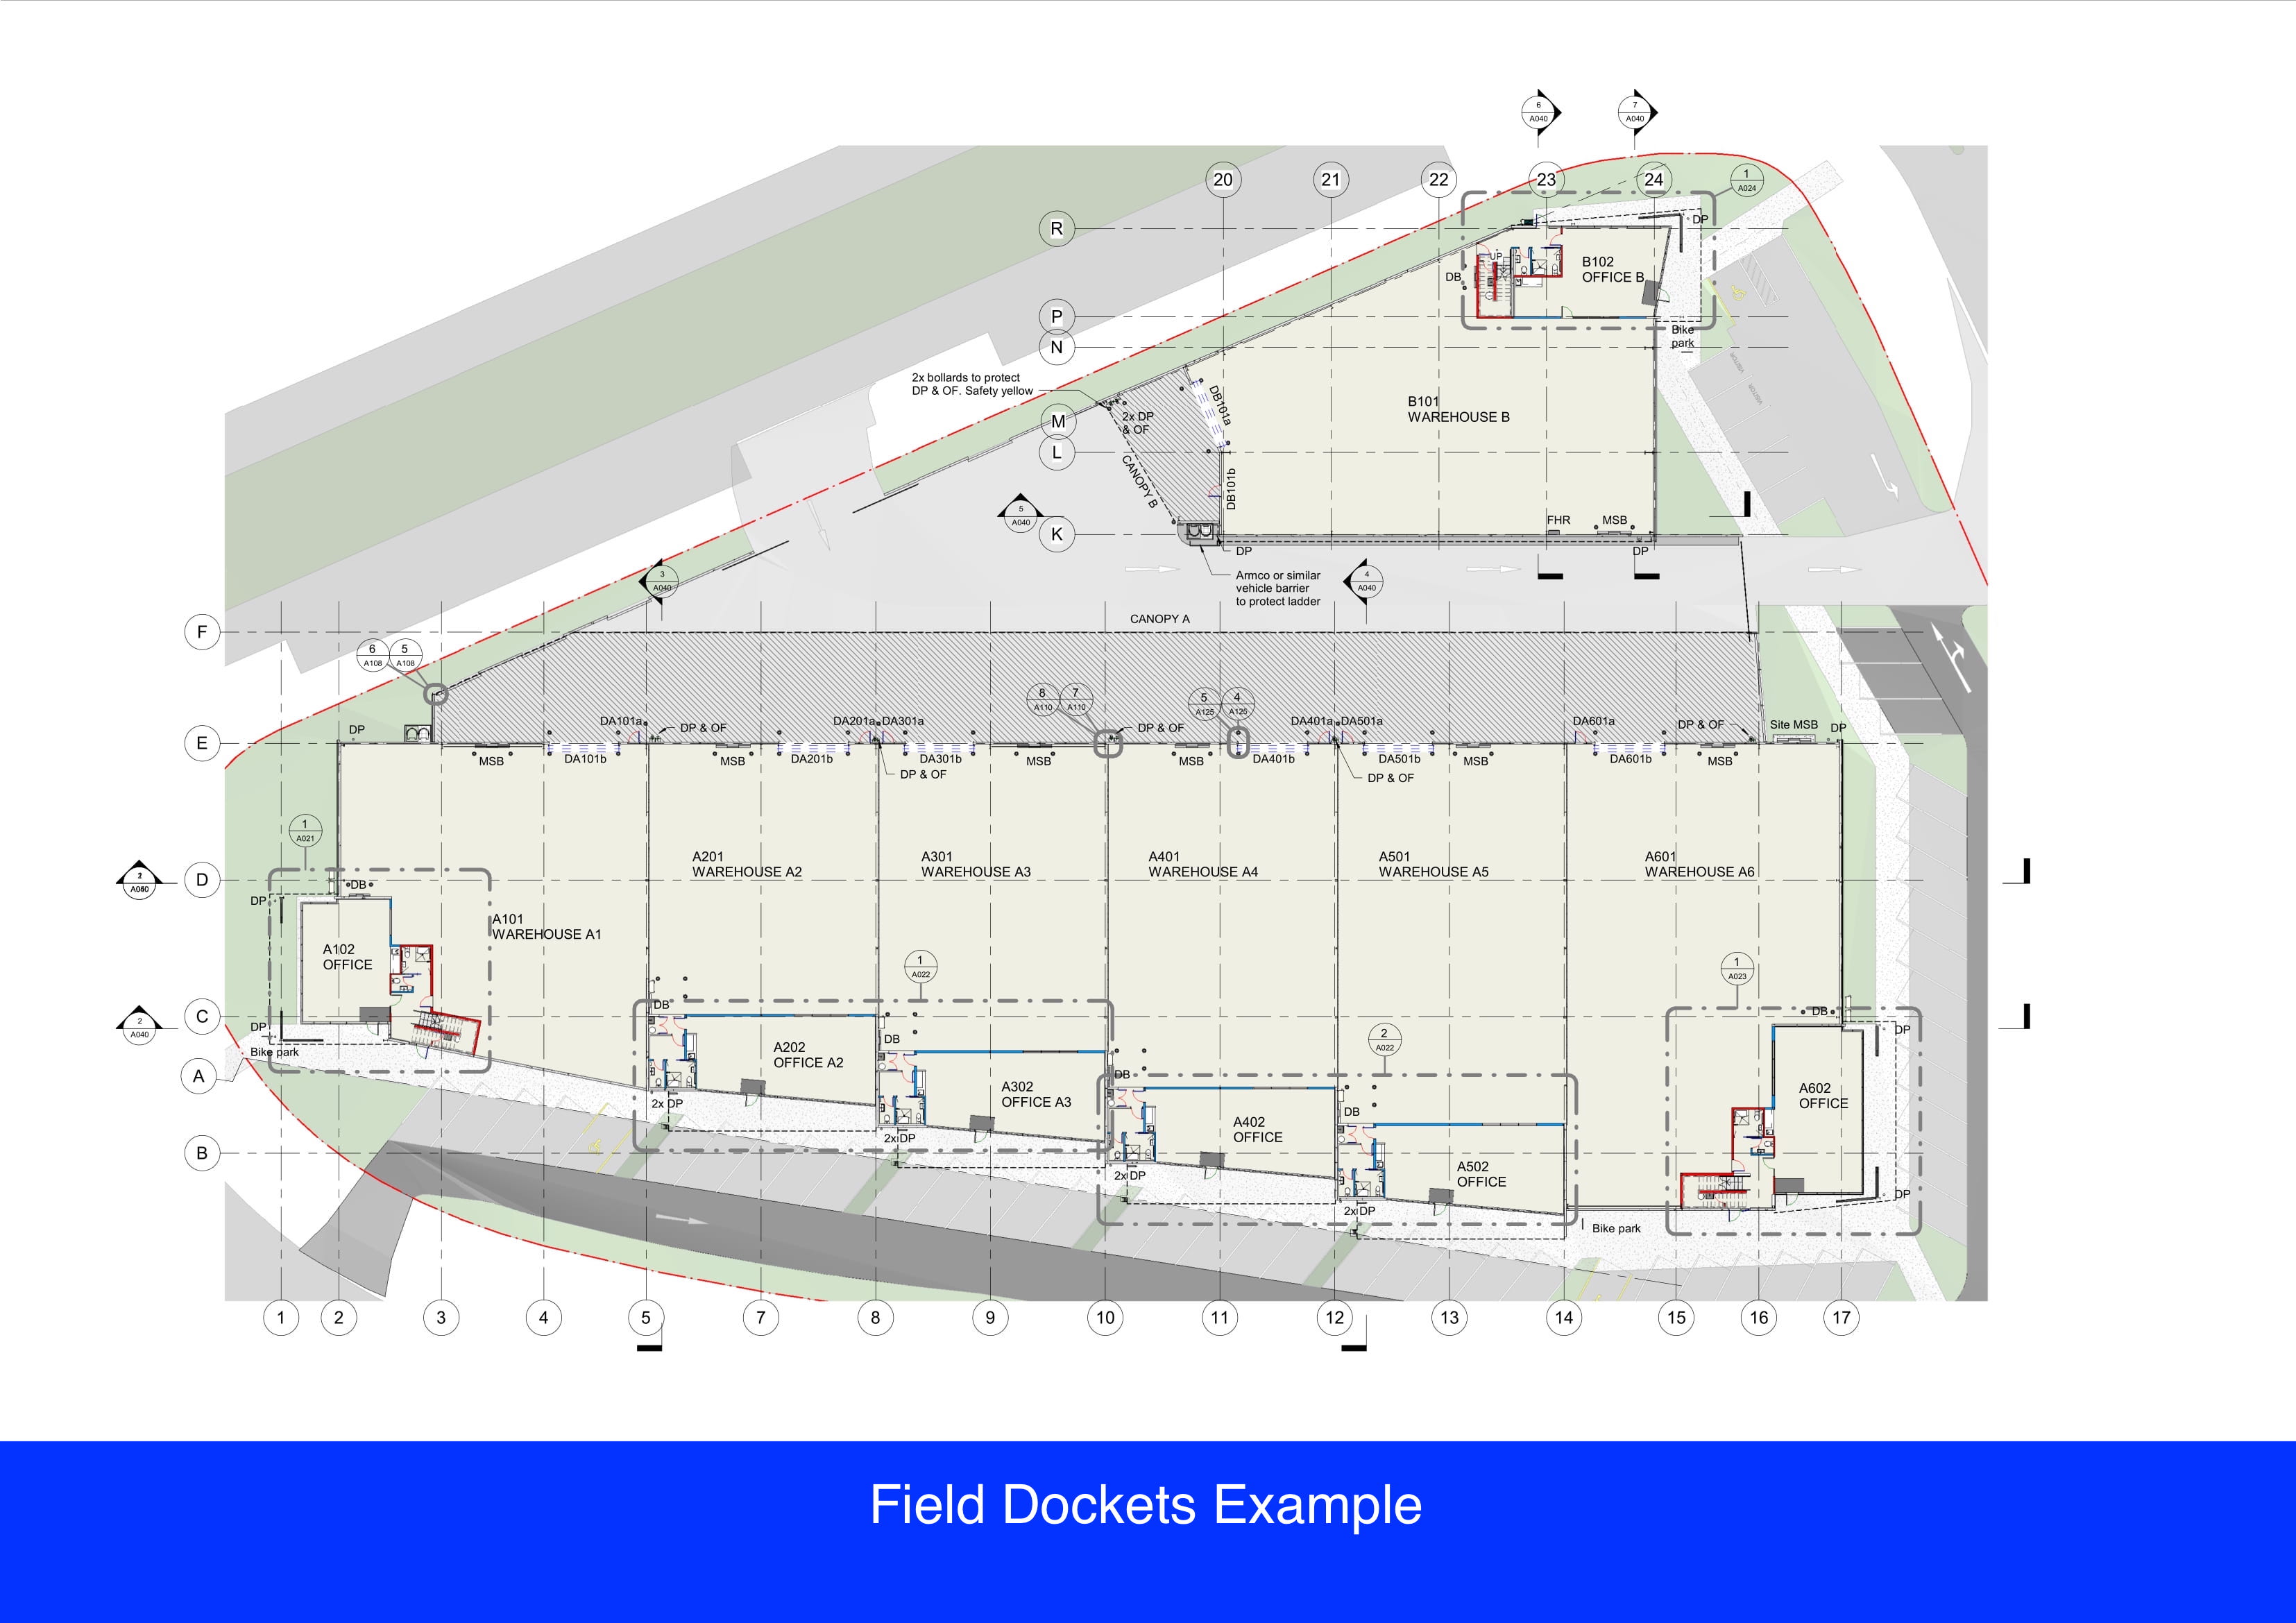 6
A040
7
A040
20
21
22
23
24
1
A024
R
DP
UP
B102
OFFICE B
DB
P
N
Bike
park
2x bollards to protect
DP & OF. Safety yellow
M
2x DP
& OF
DB101a
B101
WAREHOUSE B
L
CANOPY B
DB101b
5
A040
K
FHR
MSB
DP
DP
Armco or similar
vehicle barrier
to protect ladder
3
A040
4
A040
CANOPY A
F
6
A108
5
A108
8
A110
7
A110
5
A125
4
A125
DP
DA101a
DP & OF
DA201a
DA301a
DP & OF
DA401a
DA501a
DA601a
DP & OF
Site MSB
DP
E
MSB
DA101b
MSB
DA201b
DA301b
MSB
MSB
DA401b
DA501b
MSB
DA601b
MSB
DP & OF
DP & OF
1
A021
D
A201
WAREHOUSE A2
A301
WAREHOUSE A3
A401
WAREHOUSE A4
A501
WAREHOUSE A5
A601
WAREHOUSE A6
DB
DP
A101
WAREHOUSE A1
A102
OFFICE
1
A022
1
A023
2
A040
C
DP
DB
DB
DB
DP
Bike park
A
A202
OFFICE A2
DB
2
A022
A302
OFFICE A3
DB
A602
OFFICE
2x DP
DB
A402
OFFICE
2x DP
B
A502
OFFICE
2x DP
DP
2x DP
Bike park
1
2
3
4
5
7
8
9
10
11
12
13
14
15
16
17
Field Dockets Example